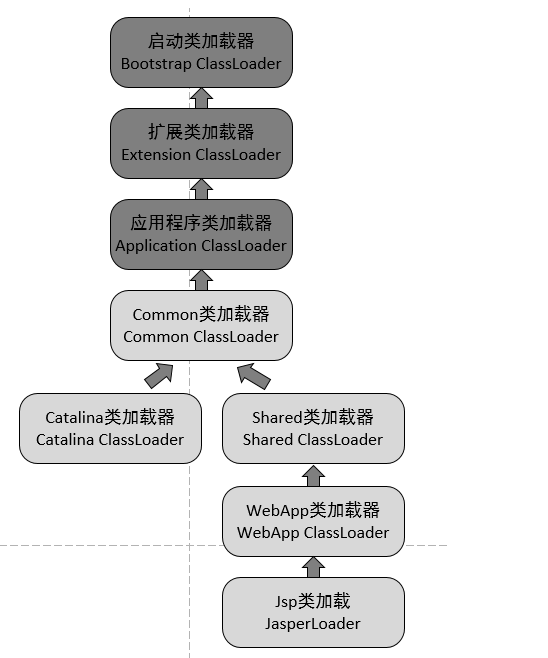 启动类加载器
Bootstrap ClassLoader
扩展类加载器
Extension ClassLoader
应用程序类加载器
Application ClassLoader
Common类加载器
Common ClassLoader
Catalina类加载器
Catalina ClassLoader
Shared类加载器
Shared ClassLoader
WebApp类加载器
WebApp ClassLoader
Jsp类加载
JasperLoader